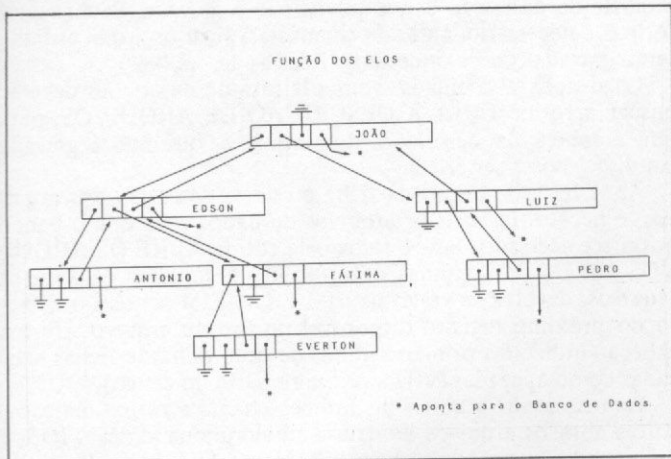 FUNÇÃO DOS ELOS
JOÃO
*
EDSON
LUIZ
*
*
ANTONIO
FÁTIMA
PEDRO
*
*
EVERTON
*
*
* Aponta para o Banco de Dados